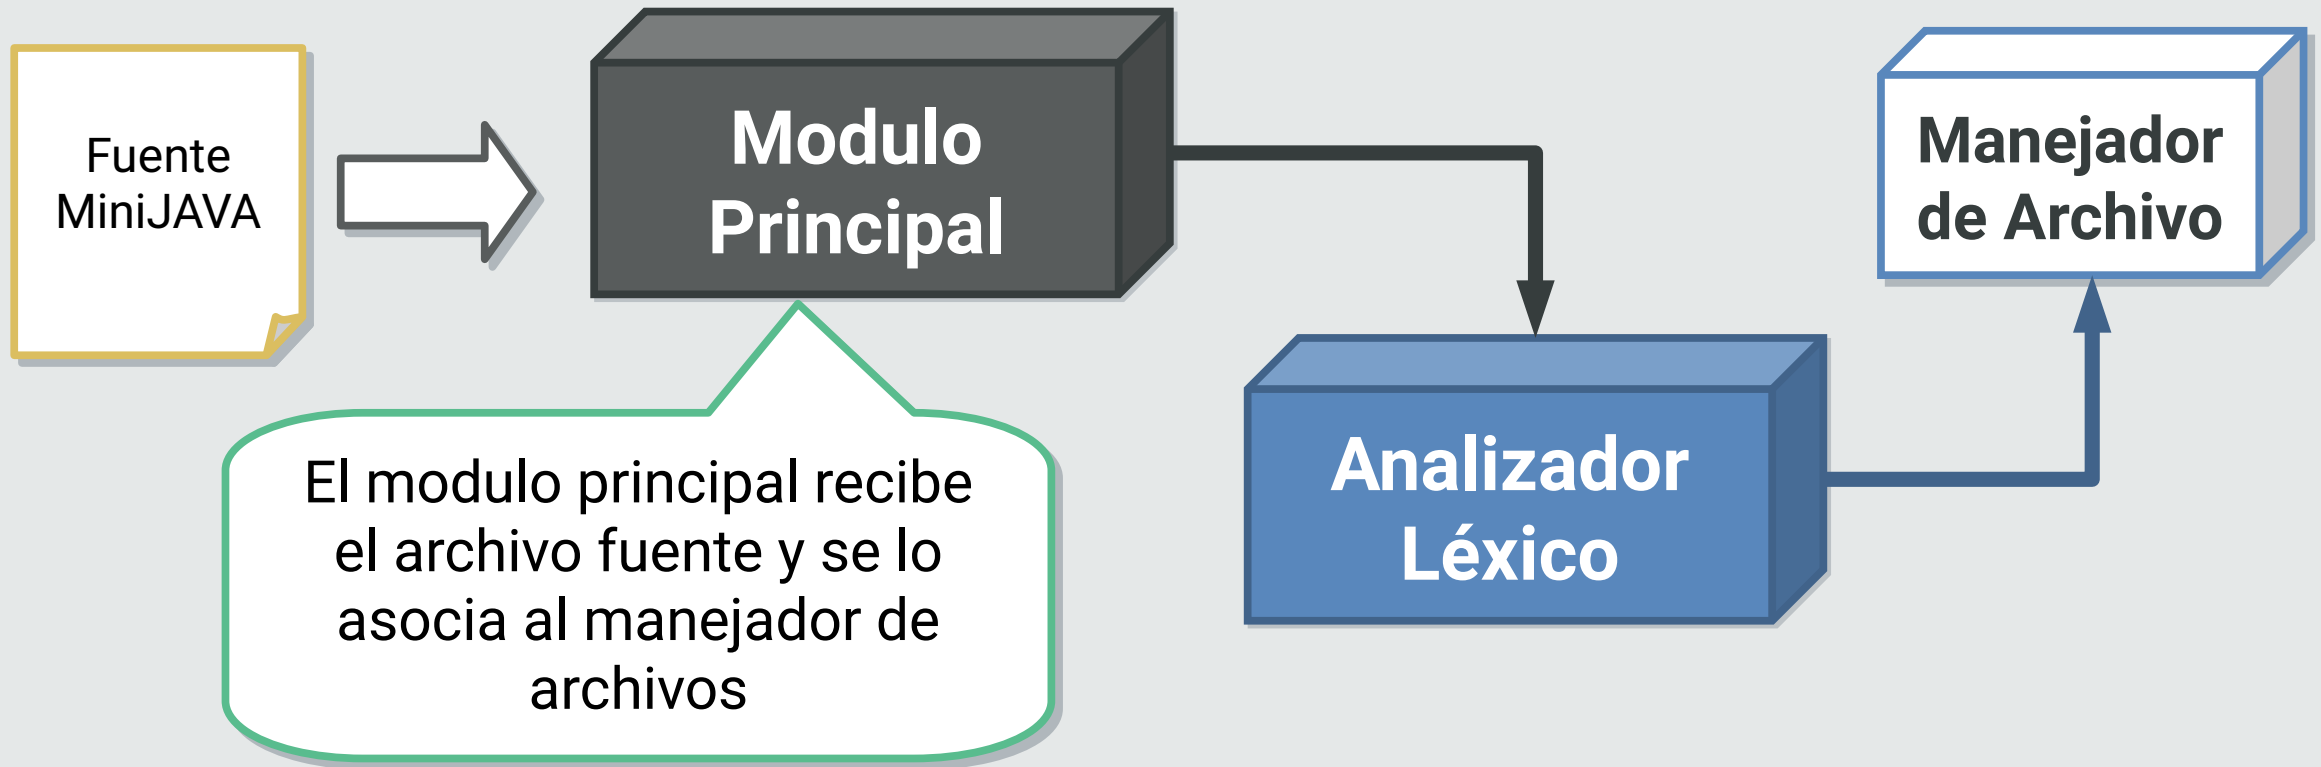 Fuente
MiniJAVA
Modulo
Principal
Manejador
de Archivo
El modulo principal recibe
el archivo fuente y se lo
asocia al manejador de
archivos
Analizador
Léxico